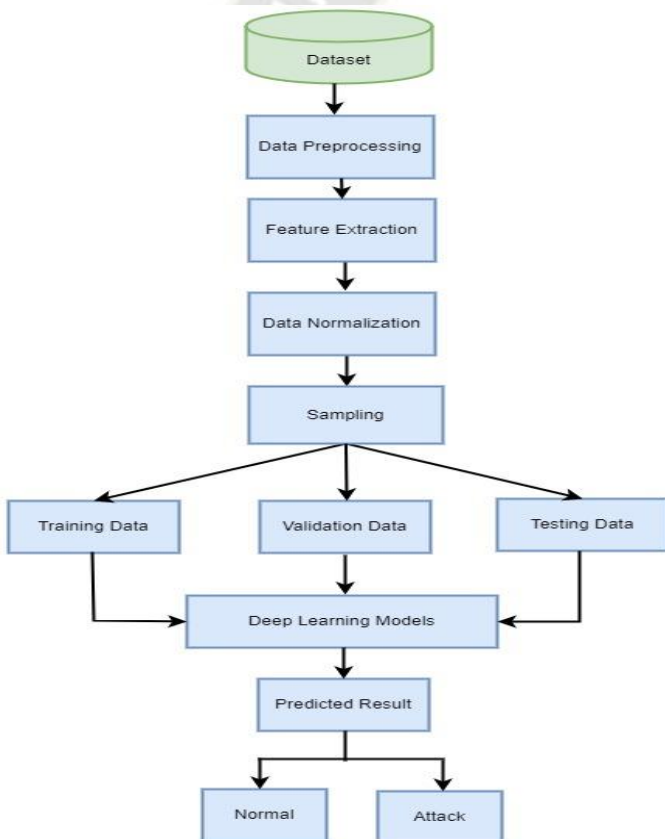 Dataset
Data Preprocessing
Feature Extraction
Data Normalization
Sampling
Training Data
Validation Data
Testing Data
Deep Learning Models
Predicted Result
Normal
Attack